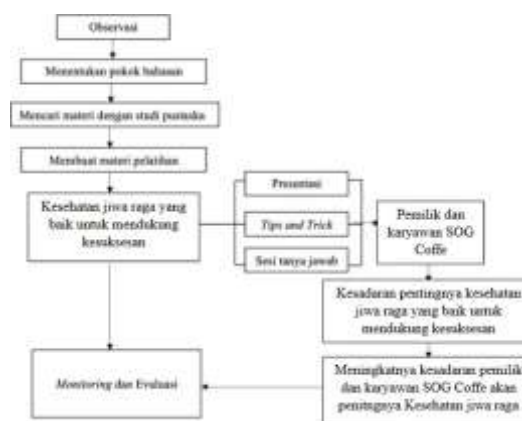 Observasi
Menentukan pokok bahasan
Mencari materi dengan studi pustaka
Membuat materi pelatihan
Kesehatan jiwa raga yang
baik untuk mendukung
kesuksesan
Presentasi
Tips and Trick
Sesi tanya jawab
Pemilik dan
karyawan SOG
Coffe
Kesadaran pentingnya kesehatan
jiwa raga yang baik untuk
mendukung kesuksesan
Meningkatnya kesadaran pemilik
dan karyawan SOG Coffe akan
penitngnya Kesehatan jiwa raga
Monitoring dan Evaluasi